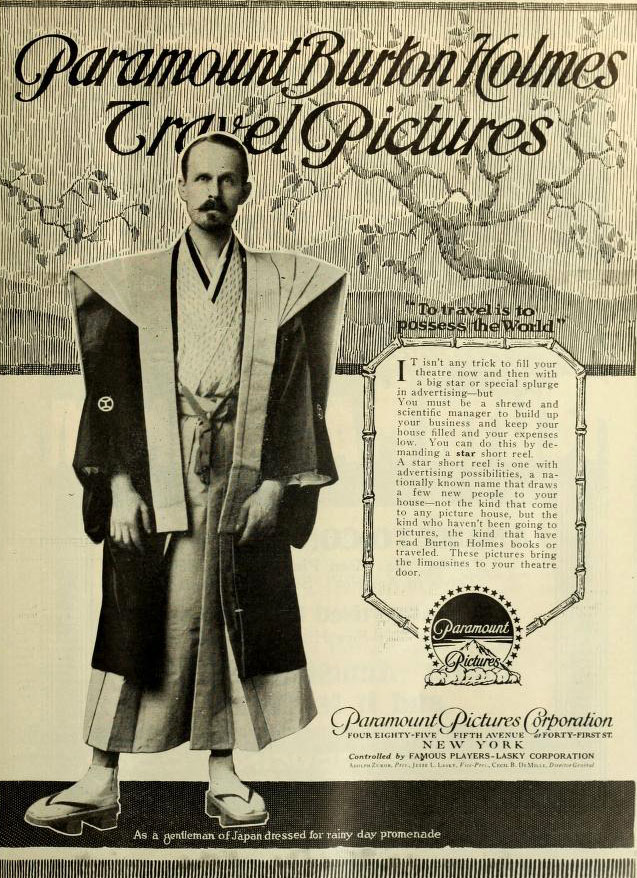 Paramount Burton Holmes
Travel Pictures
"To travel is to
possess the World"
IT isn't any trick to fill your
theatre now and then with
a big star or special splurge
in advertising—but
You must be a shrewd and
scientific manager to build up
your business and keep your
house filled and your expenses
low. You can do this by de-
manding a star short reel.
A star short reel is one with
advertising possibilities, a na-
tionally known name that draws
a few new people to your
house—not the kind that come
to any picture house, but the
kind who haven't been going to
pictures, the kind that have
read Burton Holmes books or
traveled. These pictures bring
the limousines to your theatre
door.
Paramount
Pictures
Paramount Pictures Corporation
FOUR EIGHTY-FIVE FIFTH AVENUE at FORTY-FIRST ST.
NEW YORK
Controlled by FAMOUS PLAYERS-LASKY CORPORATION
ADOLPH ZUKOR, Pres., JESSE L. LASKY, Vice-Pres., CECIL B. DEMILLE, Director General
As a gentleman of Japan dressed for rainy day promenade